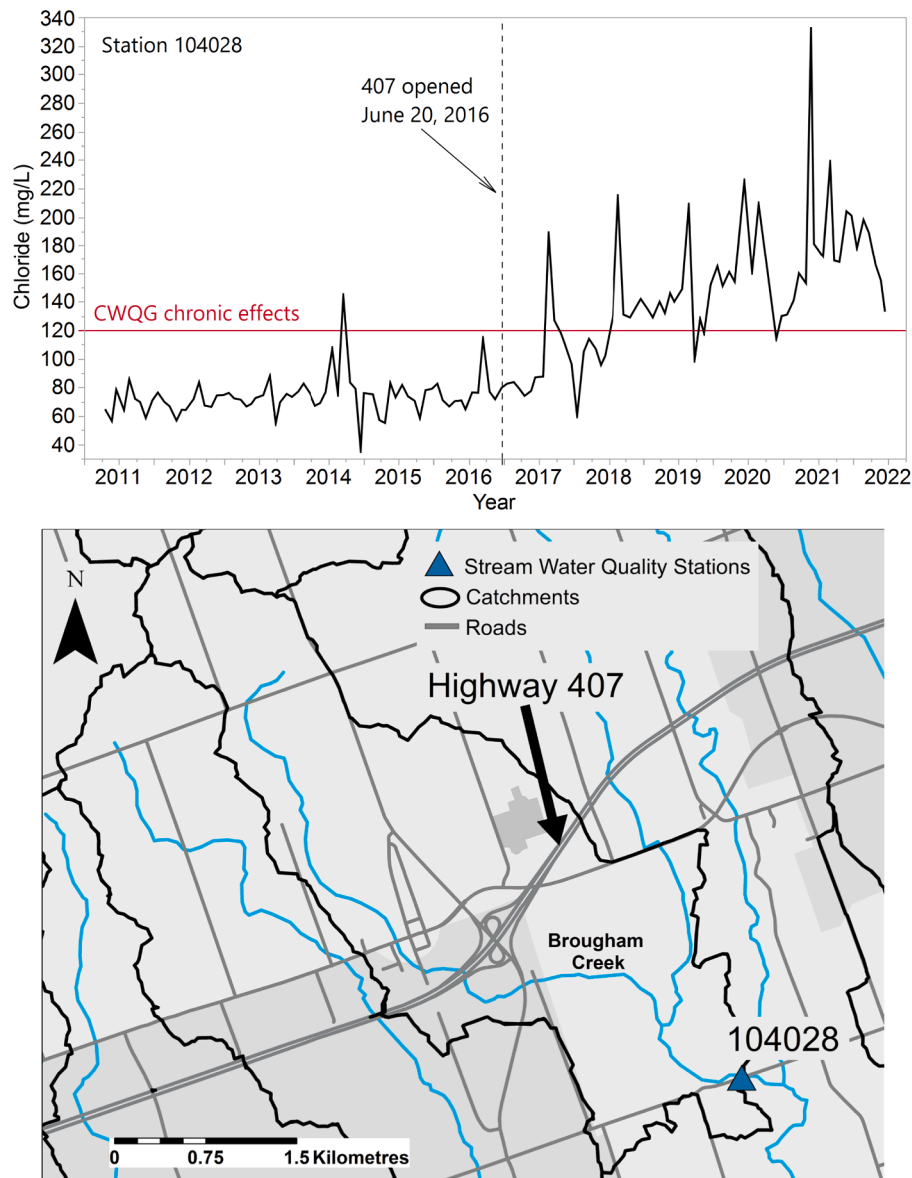 340
320
300
280
260
240
220
200
180
160
140
120
100
80
60
40
Chloride (mg/L)
Station 104028
407 opened
June 20, 2016
CWQG chronic effects
2011 2012 2013 2014 2015 2016 2017 2018 2019 2020 2021 2022
Year
N
Stream Water Quality Stations
Catchments
Roads
Highway 407
Brougham
Creek
104028
0 0.75 1.5 Kilometres